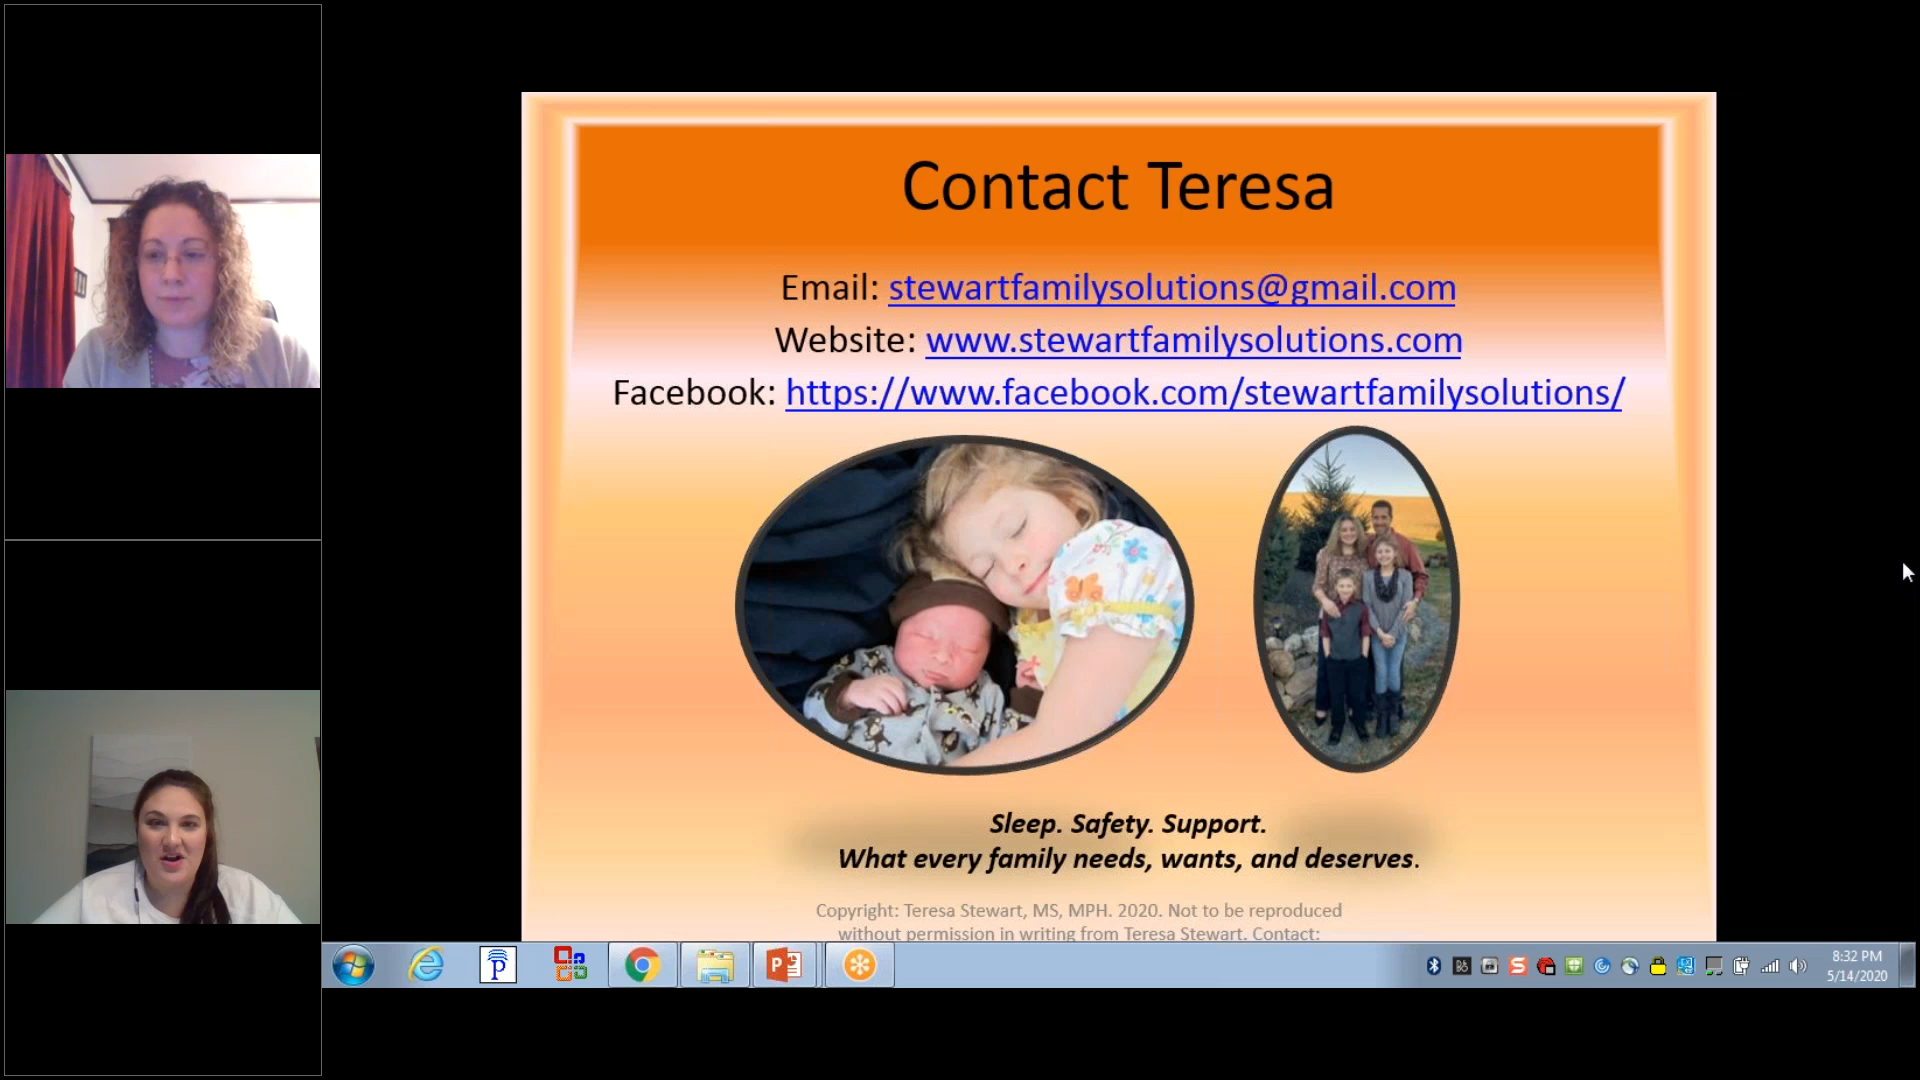 Contact Teresa
Email: stewartfamilysolutions@gmail.com
Website: www.stewartfamilysolutions.com
Facebook: https://www.facebook.com/stewartfamilysolutions/
Sleep. Safety. Support.
What every family needs, wants, and deserves.
Copyright: Teresa Stewart, MS, MPH. 2020. Not to be reproduced
without permission in writing from Teresa Stewart. Contact:
8:32 PM
5/14/2020